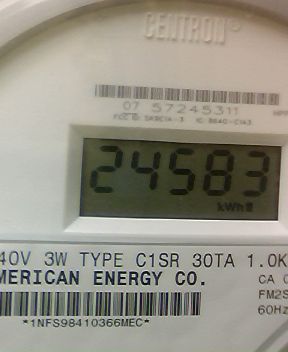 CENTRON®
07 57245311
24583
kWh
40V 3W TYPE C1SR 30TA 1.0K
MERICAN ENERGY CO.
CA
FM2S
60Hz
*1NFS98410366MEC*